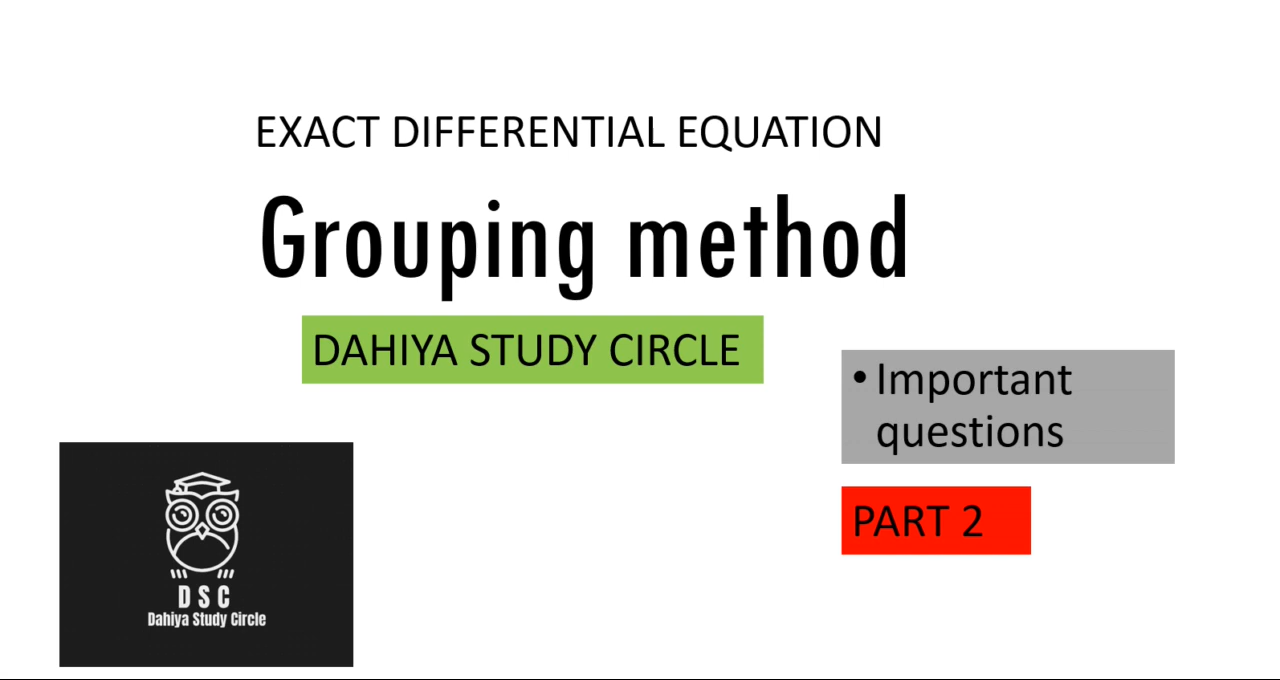 EXACT DIFFERENTIAL EQUATION
Grouping method
DAHIYA STUDY CIRCLE
• Important
questions
PART 2
D S C
Dahiya Study Circle